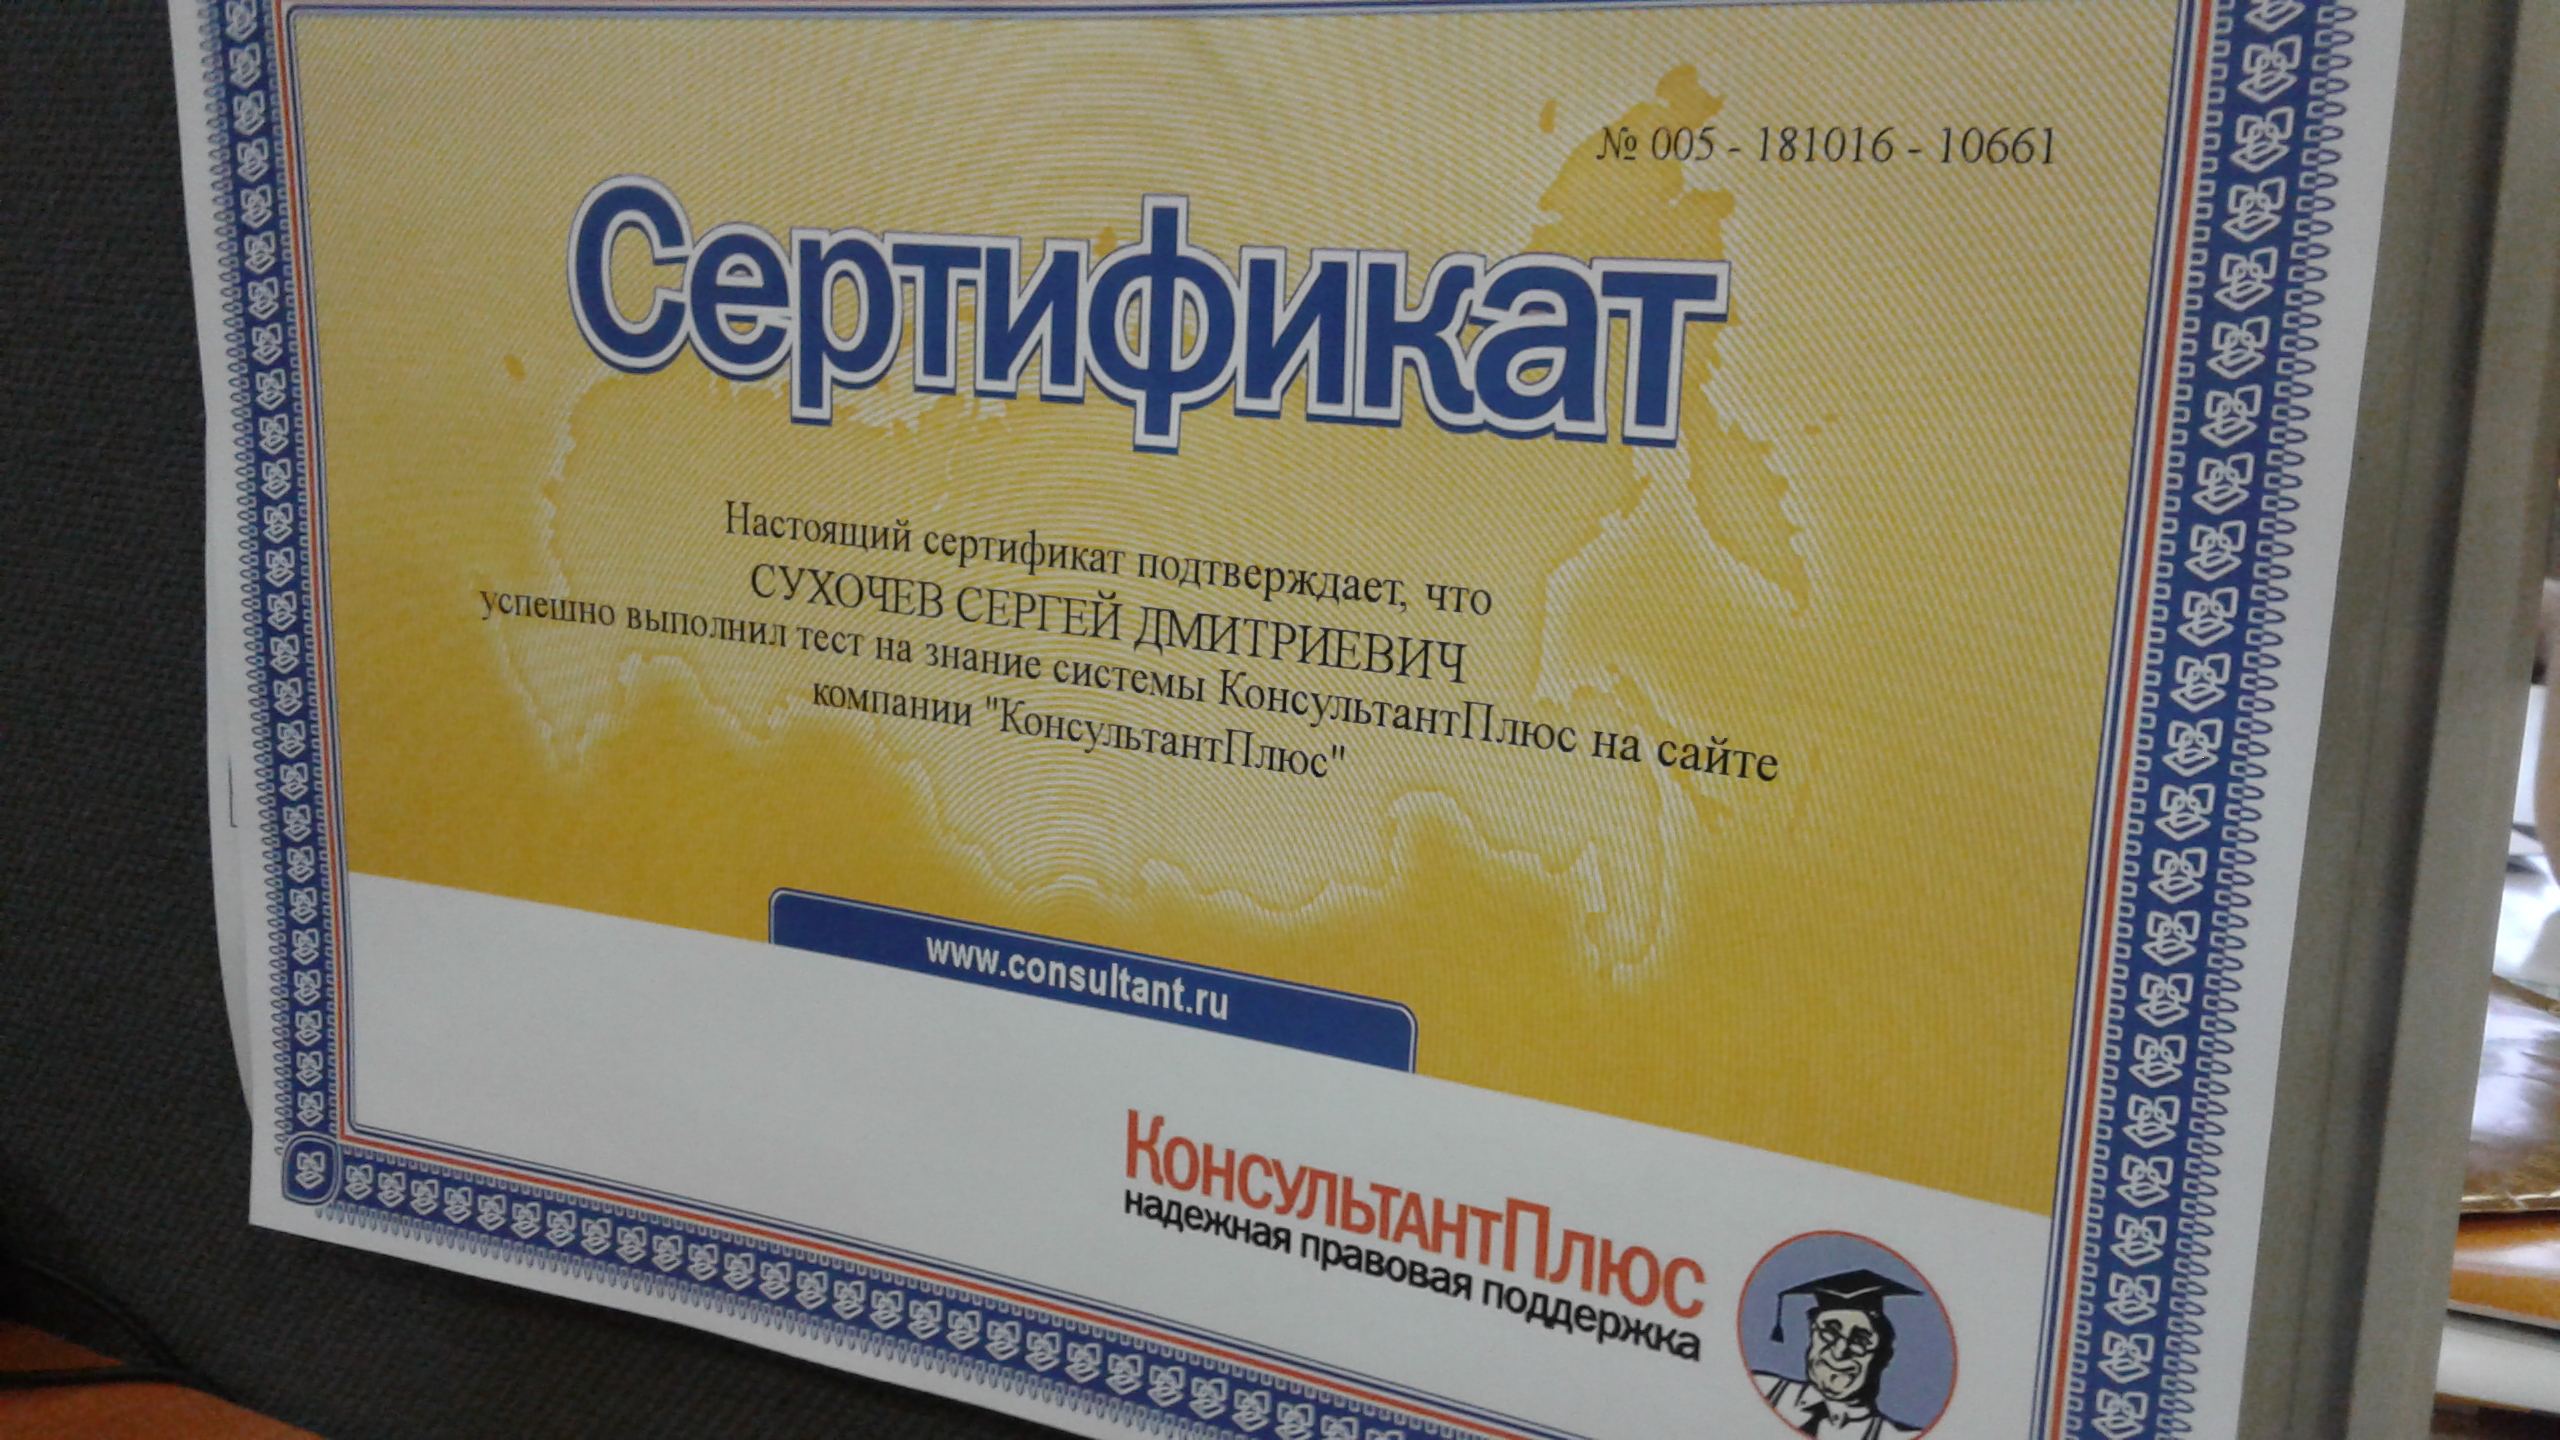 № 005 - 181016 - 10661
Сертификат
Настоящий сертификат подтверждает, что
СУХОЧЕВ СЕРГЕЙ ДМИТРИЕВИЧ
успешно выполнил тест на знание системы КонсультантПлюс на сайте
компании "КонсультантПлюс"
www.consultant.ru
КонсультантПлюс
надежная правовая поддержка